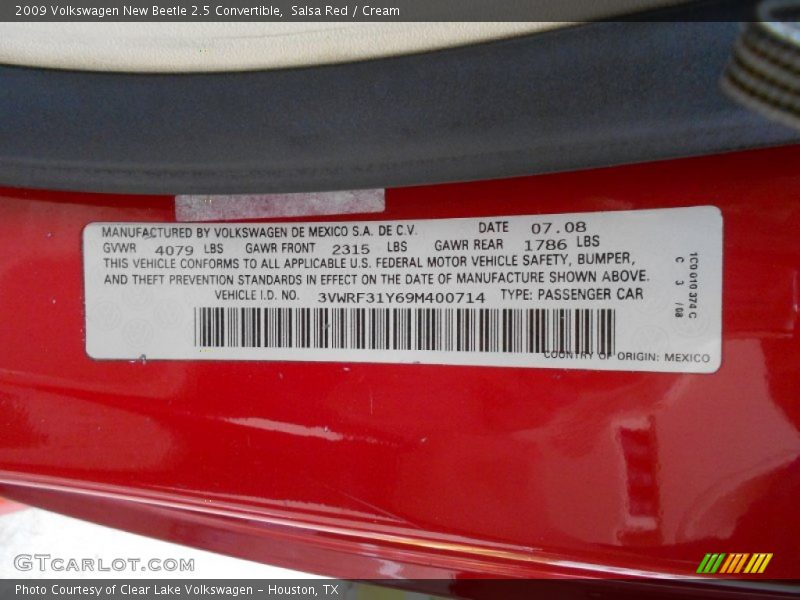 2009 Volkswagen New Beetle 2.5 Convertible, Salsa Red / Cream
MANUFACTURED BY VOLKSWAGEN DE MEXICO S.A. DE C.V. DATE 07.08
GVWR 4079 LBS GAWR FRONT 2315 LBS GAWR REAR 1786 LBS
THIS VEHICLE CONFORMS TO ALL APPLICABLE U.S. FEDERAL MOTOR VEHICLE SAFETY, BUMPER,
AND THEFT PREVENTION STANDARDS IN EFFECT ON THE DATE OF MANUFACTURE SHOWN ABOVE.
VEHICLE I.D. NO. 3VWRF31Y69M400714 TYPE: PASSENGER CAR
COUNTRY OF ORIGIN: MEXICO
1C0 010 374 C
C 3 /08
GTcarlot.com
Photo Courtesy of Clear Lake Volkswagen - Houston, TX